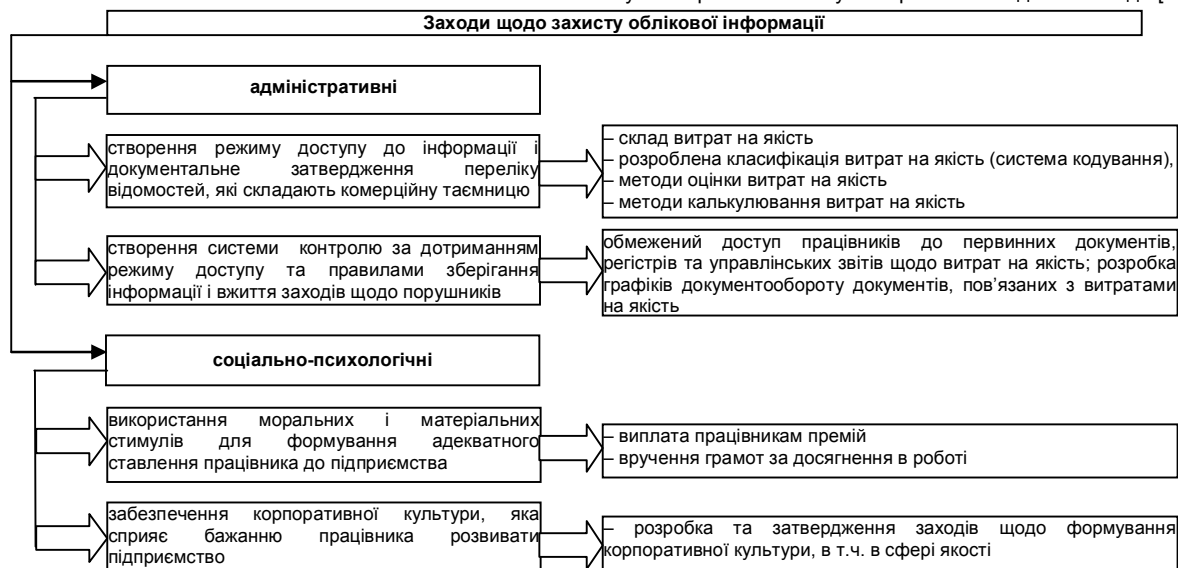 Заходи щодо захисту облікової інформації
адміністративні
створення режиму доступу до інформації і
документальне затвердження переліку
відомостей, які складають комерційну таємницю
– склад витрат на якість
– розроблена класифікація витрат на якість (система кодування),
– методи оцінки витрат на якість
– методи калькулювання витрат на якість
створення системи контролю за дотриманням
режиму доступу та правилами зберігання
інформації і вжиття заходів щодо порушників
обмежений доступ працівників до первинних документів,
регістрів та управлінських звітів щодо витрат на якість; розробка
графіків документообороту документів, пов’язаних з витратами
на якість
соціально-психологічні
використання моральних і матеріальних
стимулів для формування адекватного
ставлення працівника до підприємства
– виплата працівникам премій
– вручення грамот за досягнення в роботі
забезпечення корпоративної культури, яка
сприяє бажанню працівника розвивати
підприємство
– розробка та затвердження заходів щодо формування
корпоративної культури, в т.ч. в сфері якості